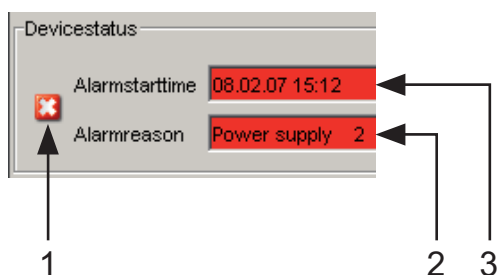 Devicestatus
Alarmstarttime 08.02.07 15:12
Alarmreason Power supply 2
1 2 3